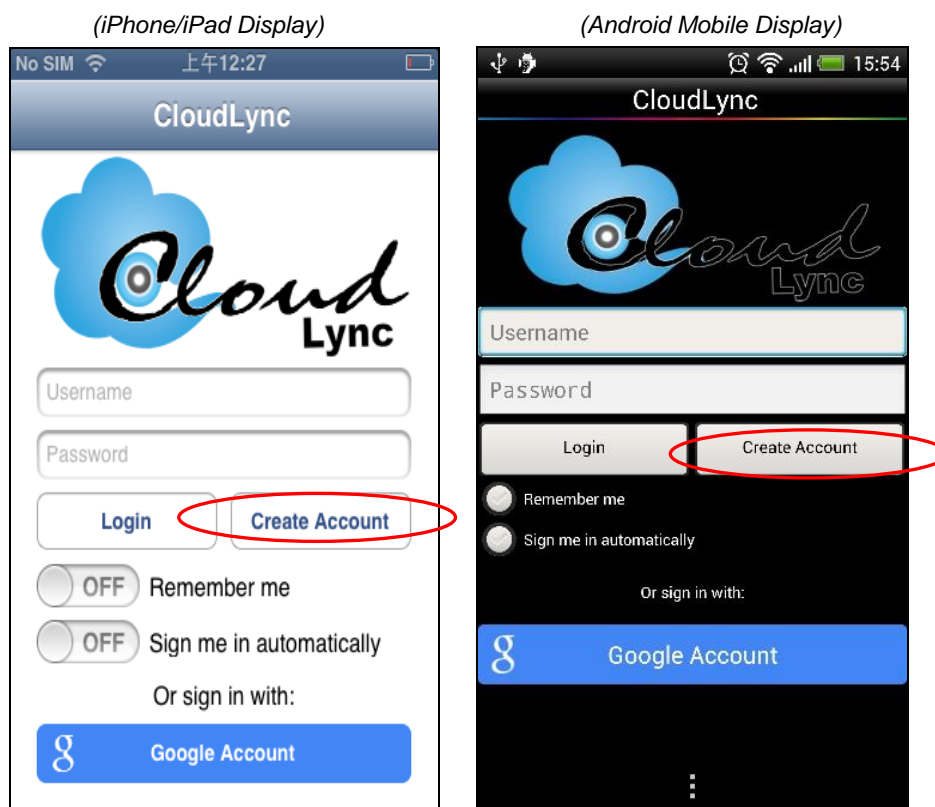 (iPhone/iPad Display)
No SIM 上午12:27
CloudLync
Cloud
Lync
Username
Password
Login Create Account
OFF Remember me
OFF Sign me in automatically
Or sign in with:
g Google Account
(Android Mobile Display)
15:54
CloudLync
Cloud
Lync
Username
Password
Login Create Account
Remember me
Sign me in automatically
Or sign in with:
g Google Account